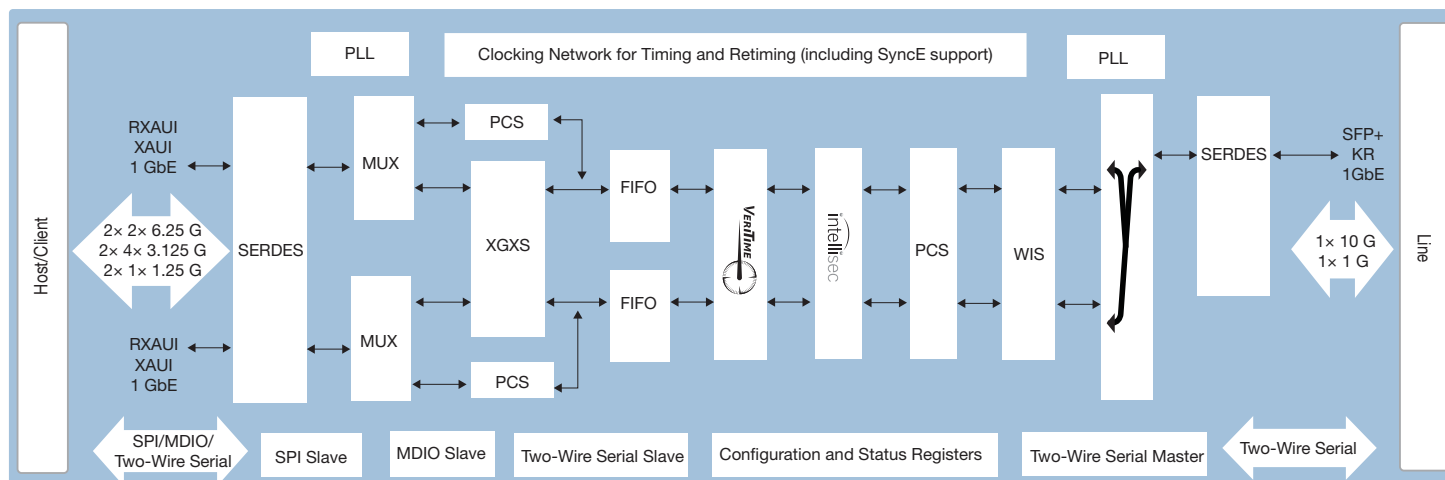 PLL
Clocking Network for Timing and Retiming (including SyncE support)
PLL
Host/Client
RXAUI
XAUI
1 GbE
2× 2× 6.25 G
2× 4× 3.125 G
2× 1× 1.25 G
RXAUI
XAUI
1 GbE
SERDES
MUX
MUX
PCS
XGXS
PCS
FIFO
FIFO
VERITIME
intellisec
PCS
WIS
SERDES
SFP+
KR
1GbE
1× 10 G
1× 1 G
Line
SPI/MDIO/
Two-Wire Serial
SPI Slave
MDIO Slave
Two-Wire Serial Slave
Configuration and Status Registers
Two-Wire Serial Master
Two-Wire Serial